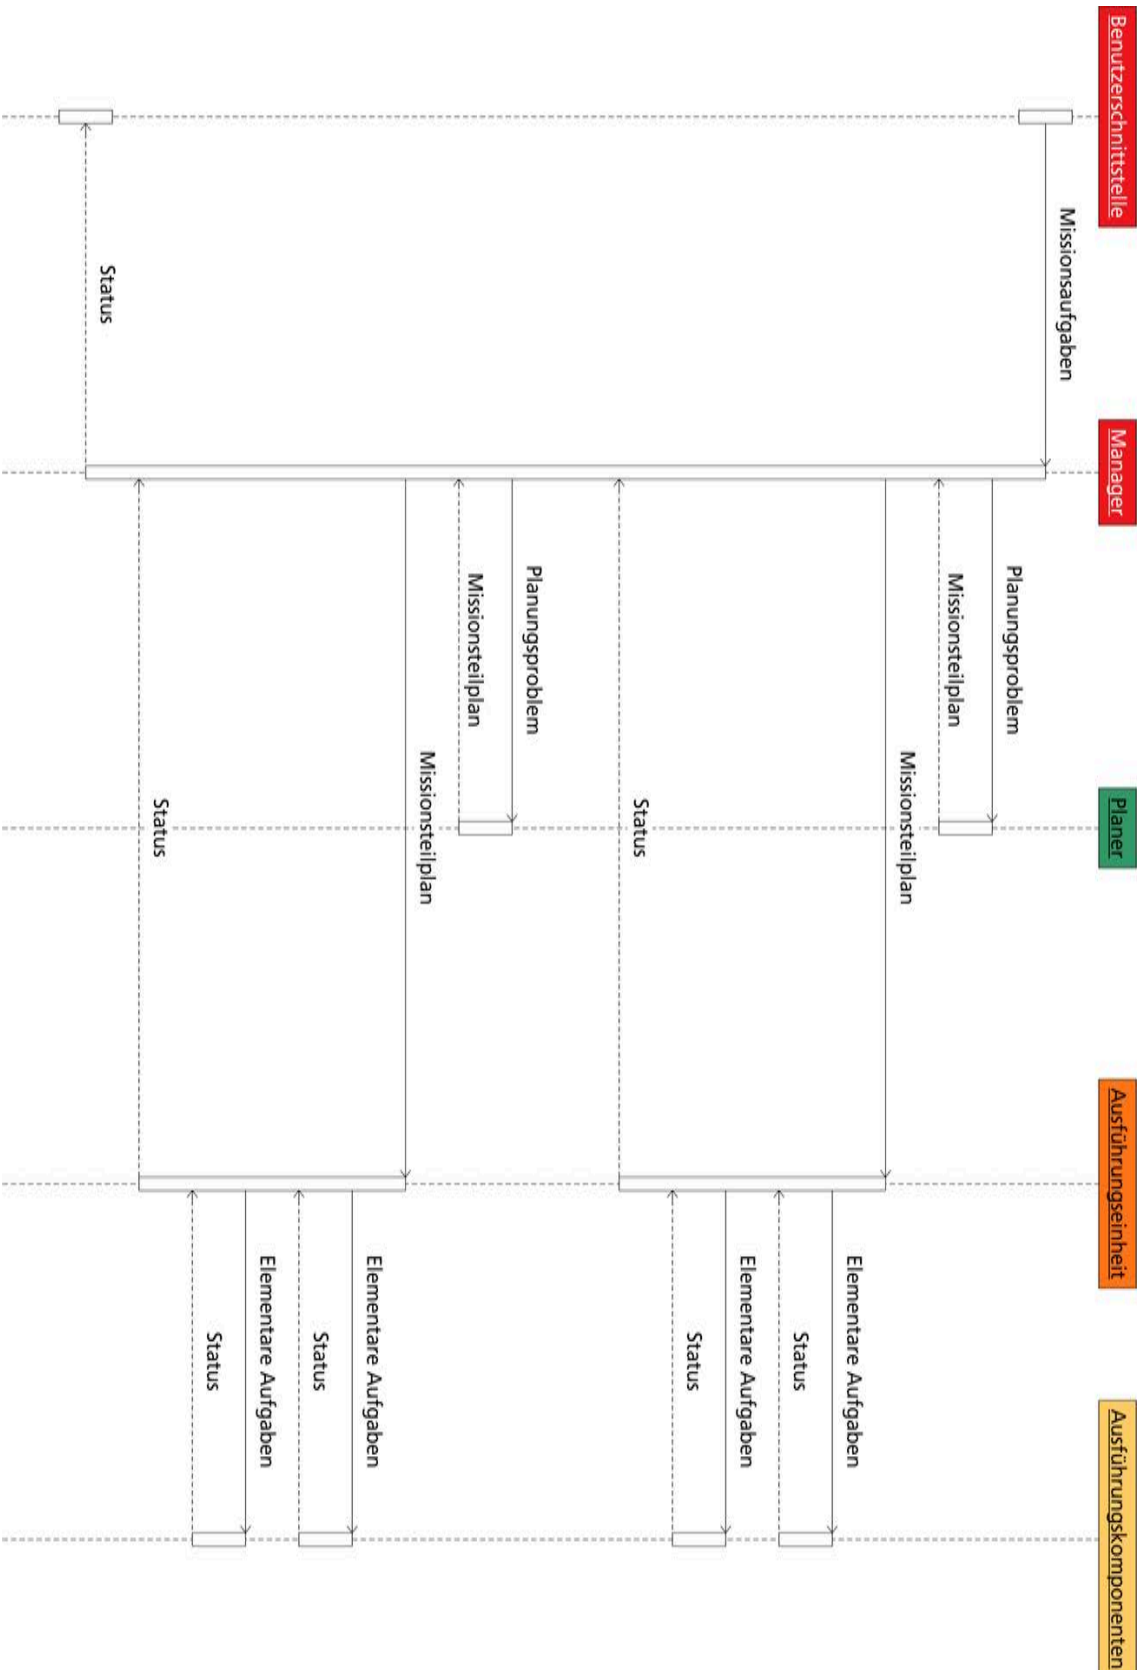 Benutzerschnittstelle
Manager
Planer
Ausführungseinheit
Ausführungskomponenten
Missionsaufgaben
Planungsproblem
Missionsteilplan
Missionsteilplan
Elementare Aufgaben
Status
Elementare Aufgaben
Status
Status
Planungsproblem
Missionsteilplan
Missionsteilplan
Elementare Aufgaben
Status
Elementare Aufgaben
Status
Status
Status